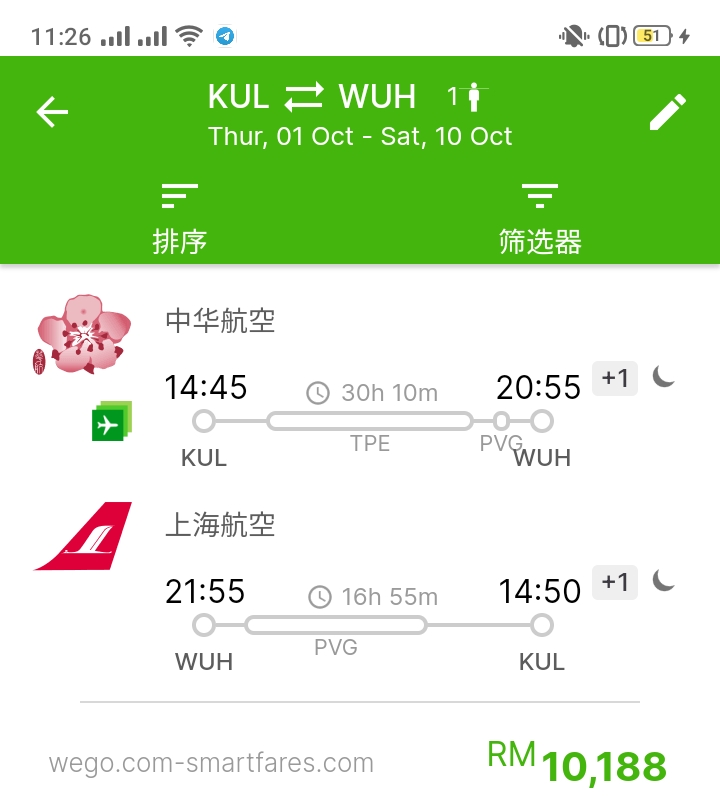 11:26
51
KUL WUH 1
Thur, 01 Oct - Sat, 10 Oct
排序 筛选器
中华航空
14:45 30h 10m 20:55 +1
TPE PVG
KUL WUH
上海航空
21:55 16h 55m 14:50 +1
PVG
WUH KUL
wego.com-smartfares.com RM10,188